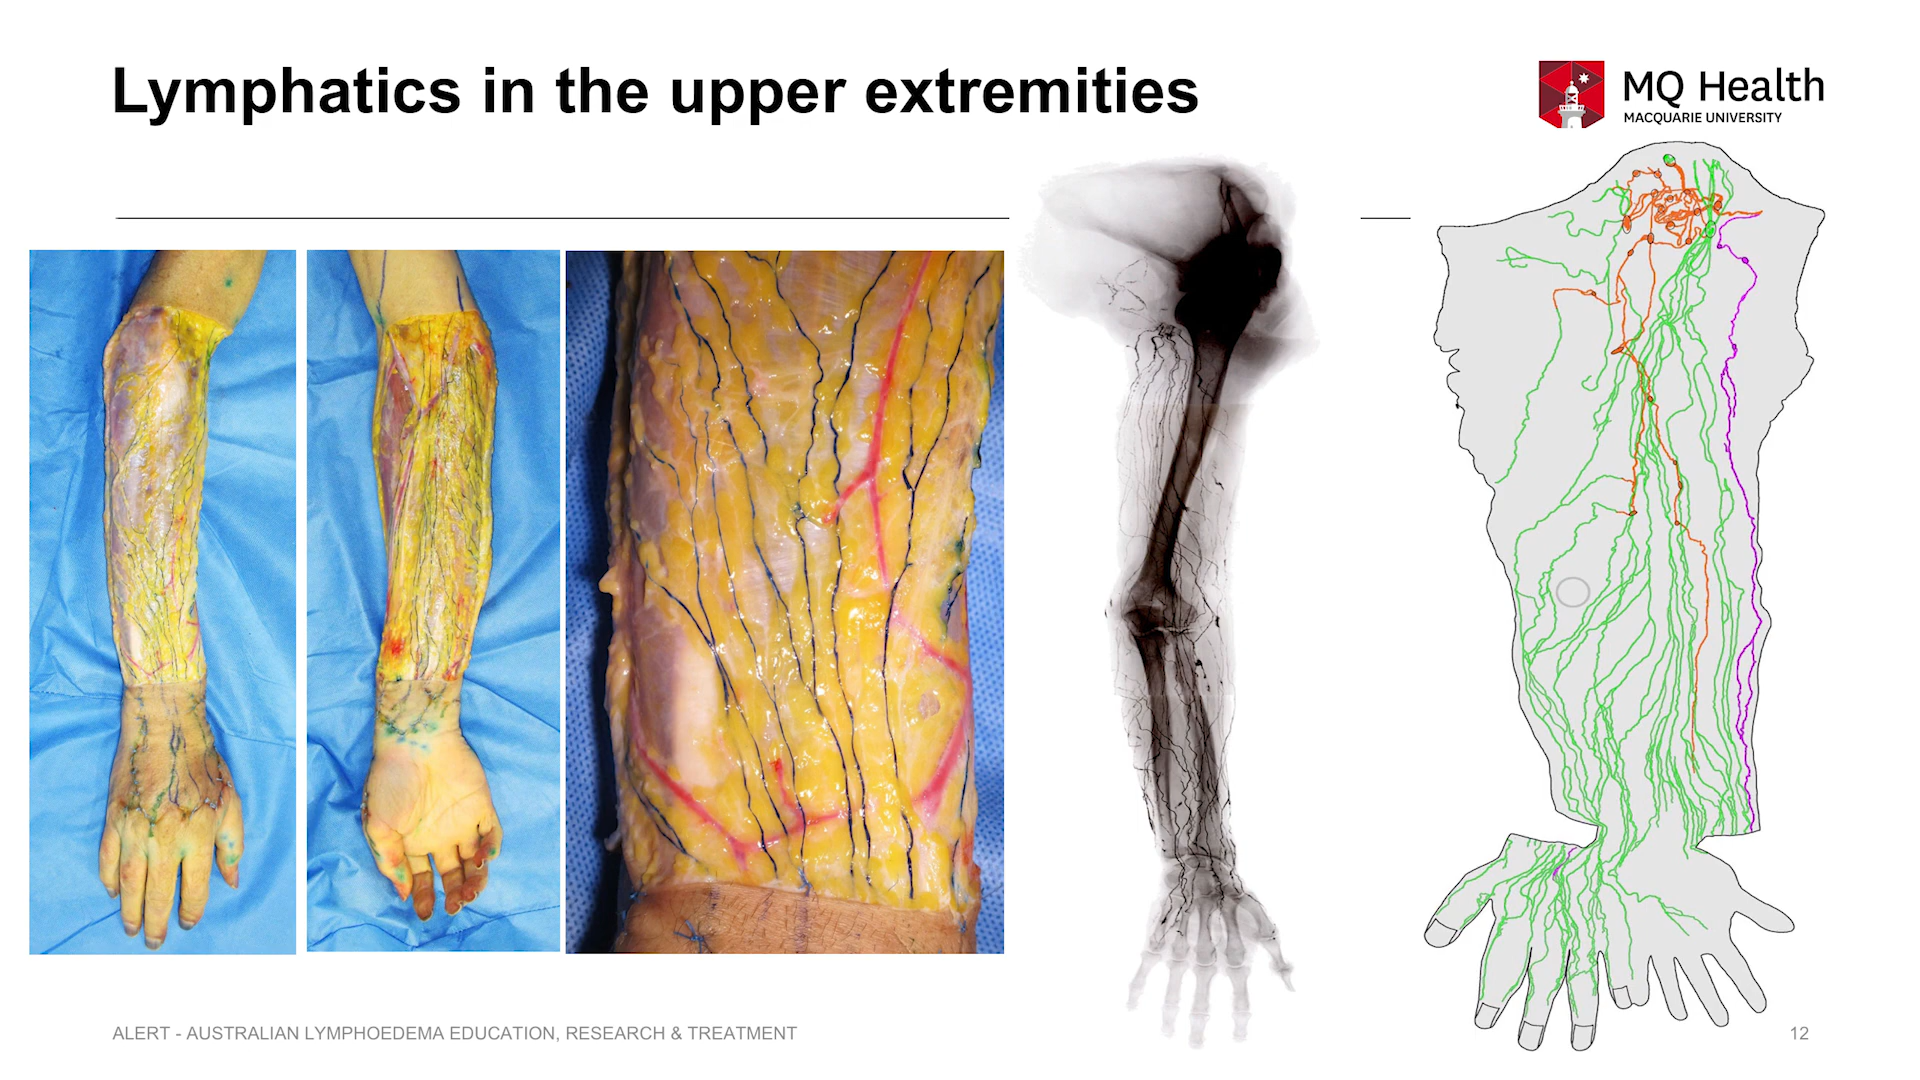 Lymphatics in the upper extremities
MQ Health
MACQUARIE UNIVERSITY
ALERT - AUSTRALIAN LYMPHOEDEMA EDUCATION, RESEARCH & TREATMENT
12